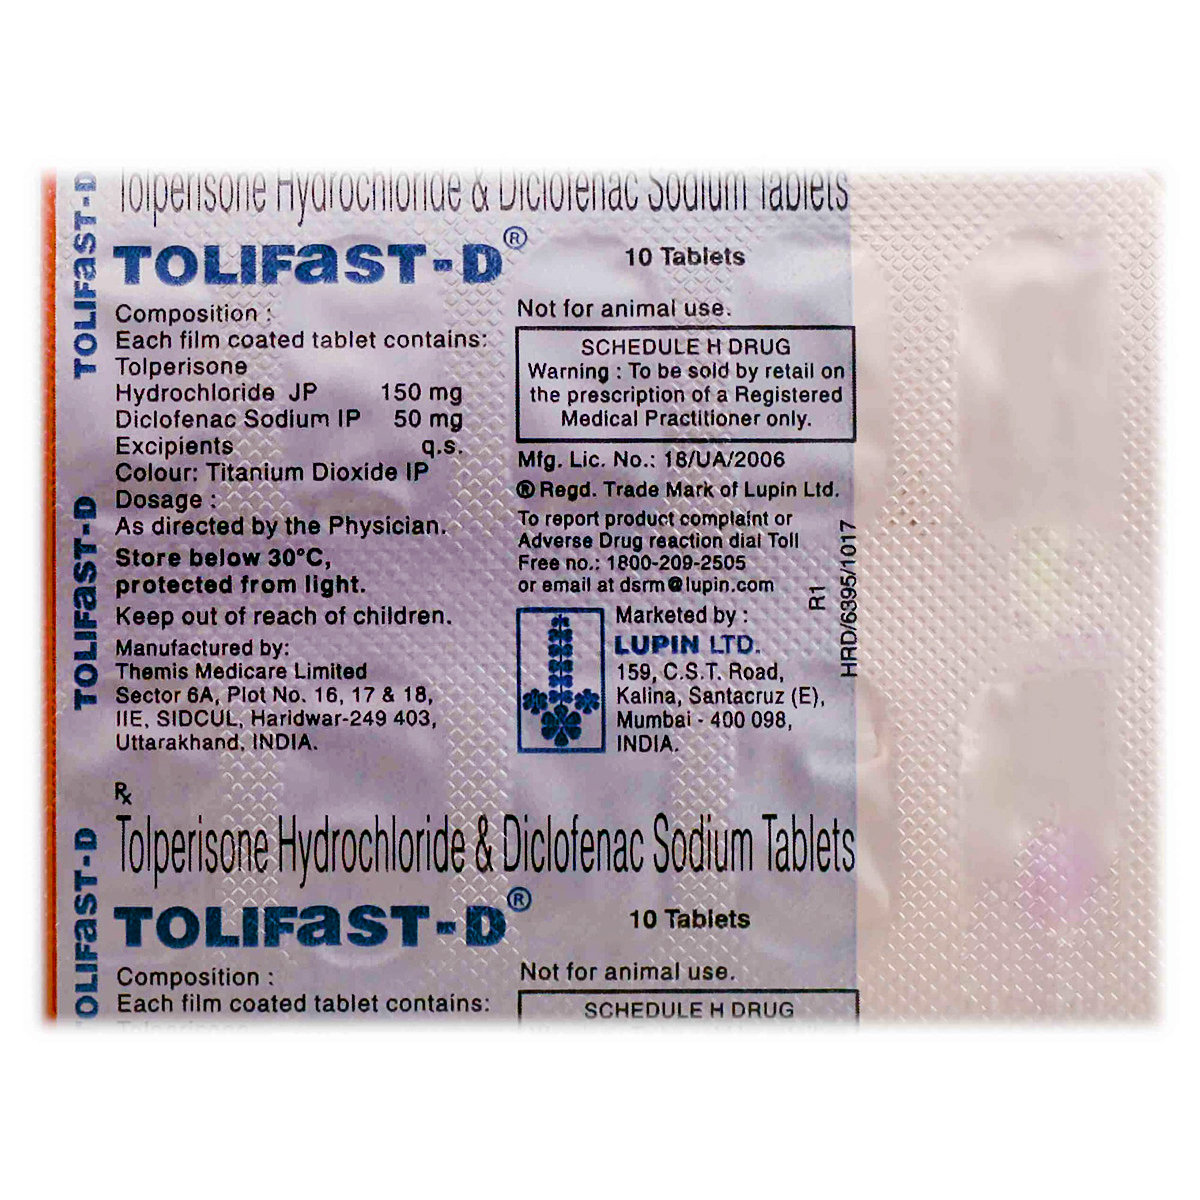 Tolperisone Hydrochloride & Diclofenac Sodium Tablets
TOLIFaST-D®
10 Tablets
Composition :
Each film coated tablet contains:
Tolperisone
Hydrochloride JP 150 mg
Diclofenac Sodium IP 50 mg
Excipients q.s.
Colour: Titanium Dioxide IP
Dosage :
As directed by the Physician.
Store below 30°C,
protected from light.
Keep out of reach of children.
Manufactured by:
Themis Medicare Limited
Sector 6A, Plot No. 16, 17 & 18,
IIE, SIDCUL, Haridwar-249 403,
Uttarakhand, INDIA.
Not for animal use.
SCHEDULE H DRUG
Warning : To be sold by retail on
the prescription of a Registered
Medical Practitioner only.
Mfg. Lic. No.: 18/UA/2006
® Regd. Trade Mark of Lupin Ltd.
To report product complaint or
Adverse Drug reaction dial Toll
Free no.: 1800-209-2505
or email at dsrm@lupin.com
Marketed by :
LUPIN LTD.
159, C.S.T. Road,
Kalina, Santacruz (E),
Mumbai - 400 098,
INDIA.
R1
HRD/6395/1017
Rx
Tolperisone Hydrochloride & Diclofenac Sodium Tablets
TOLIFaST-D®
10 Tablets
Composition :
Each film coated tablet contains:
Tolperisone
Not for animal use.
SCHEDULE H DRUG
TOLIFaST-D
TOLIFaST-D
TOLIFaST-D